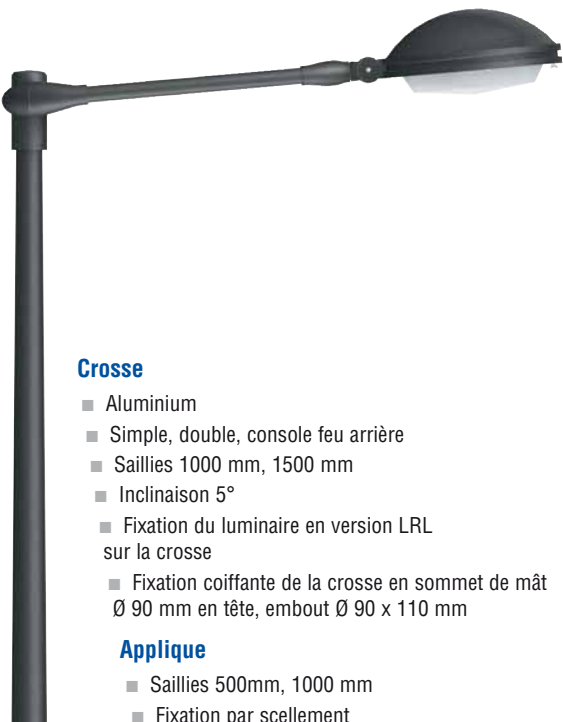 Crosse
■ Aluminium
■ Simple, double, console feu arrière
■ Saillies 1000 mm, 1500 mm
■ Inclinaison 5°
■ Fixation du luminaire en version LRL
sur la crosse
■ Fixation coiffante de la crosse en sommet de mât
Ø 90 mm en tête, embout Ø 90 x 110 mm
Applique
■ Saillies 500mm, 1000 mm
■ Fixation par scellement